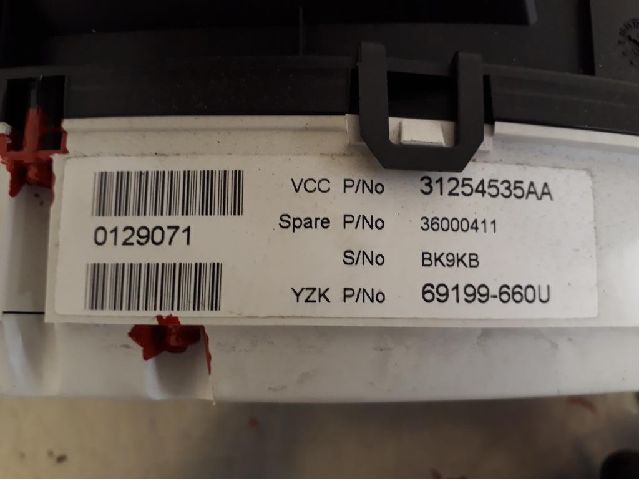 VCC P/No 31254535AA
0129071
Spare P/No 36000411
S/No BK9KB
YZK P/No 69199-660U